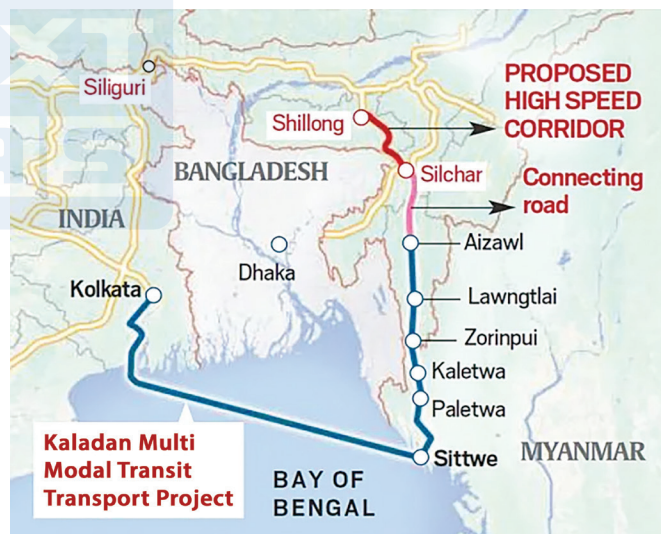 Siliguri
PROPOSED
HIGH SPEED
CORRIDOR
Shillong
BANGLADESH
Silchar
Connecting
road
INDIA
Aizawl
Dhaka
Kolkata
Lawngtlai
Zorinpui
Kaletwa
Paletwa
Kaladan Multi
Modal Transit
Transport Project
Sittwe
MYANMAR
BAY OF
BENGAL